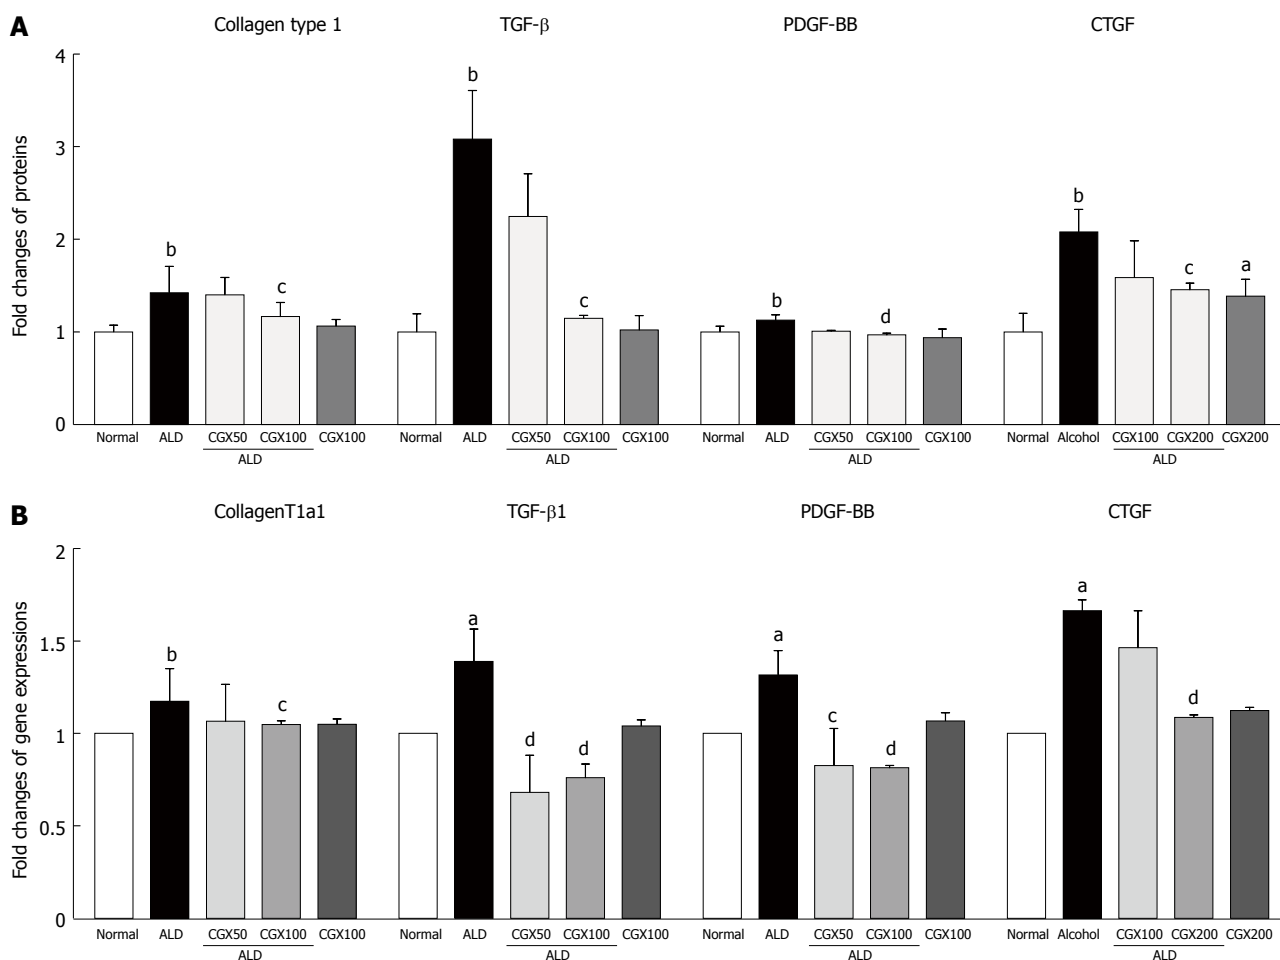 A
Collagen type 1 TGF-β PDGF-BB CTGF
Fold changes of proteins
4
3
2
1
0
b c
b c
b d
b c a
Normal ALD CGX50 CGX100 CGX100 Normal ALD CGX50 CGX100 CGX100 Normal ALD CGX50 CGX100 CGX100 Normal Alcohol CGX100 CGX200 CGX200
ALD ALD ALD ALD
B
CollagenT1a1 TGF-β1 PDGF-BB CTGF
Fold changes of gene expressions
2
1.5
1
0.5
0
b c
a d d
a c d
a d
Normal ALD CGX50 CGX100 CGX100 Normal ALD CGX50 CGX100 CGX100 Normal ALD CGX50 CGX100 CGX100 Normal Alcohol CGX100 CGX200 CGX200
ALD ALD ALD ALD